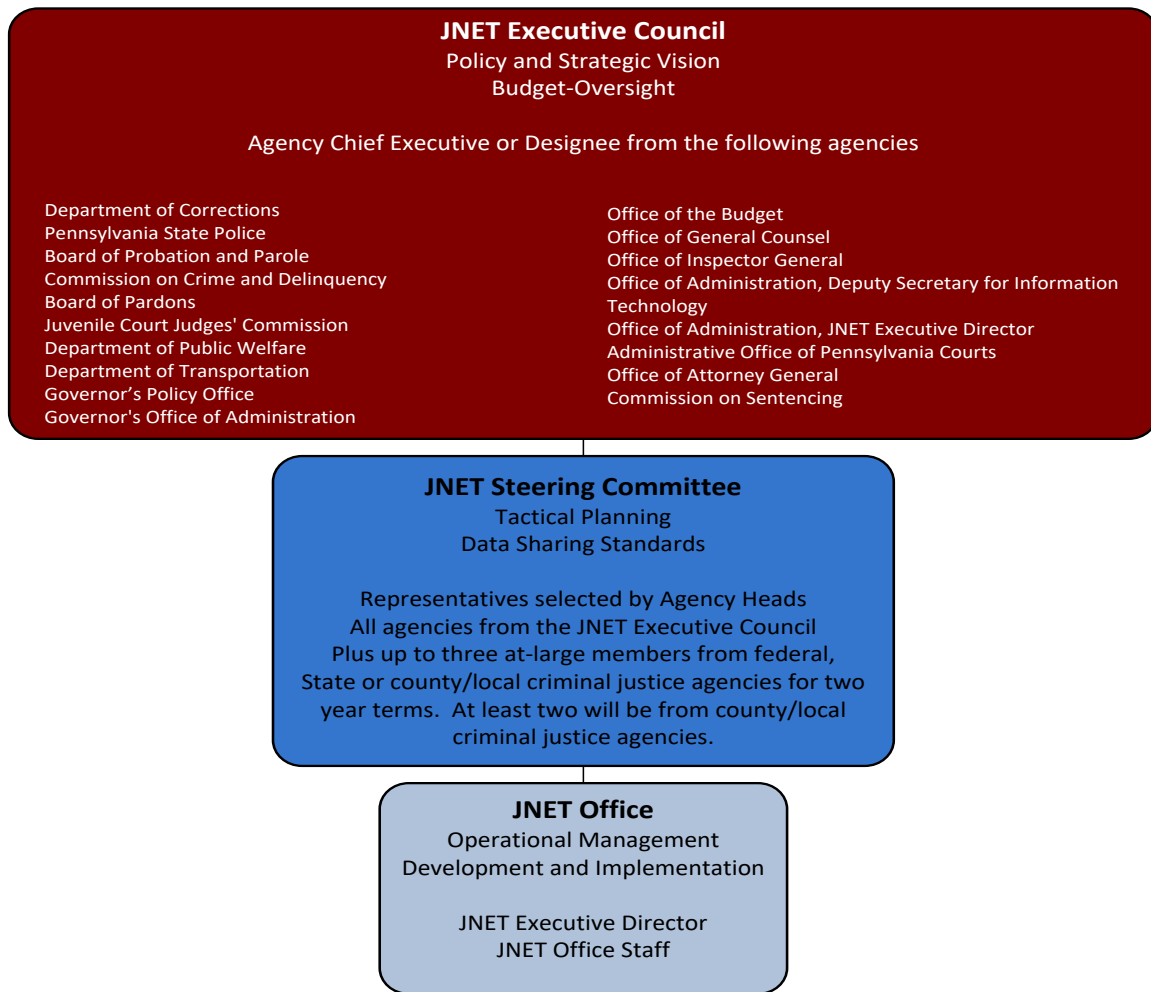 JNET Executive Council
Policy and Strategic Vision
Budget-Oversight
Agency Chief Executive or Designee from the following agencies
Department of Corrections
Pennsylvania State Police
Board of Probation and Parole
Commission on Crime and Delinquency
Board of Pardons
Juvenile Court Judges' Commission
Department of Public Welfare
Department of Transportation
Governor’s Policy Office
Governor's Office of Administration
Office of the Budget
Office of General Counsel
Office of Inspector General
Office of Administration, Deputy Secretary for Information
Technology
Office of Administration, JNET Executive Director
Administrative Office of Pennsylvania Courts
Office of Attorney General
Commission on Sentencing
JNET Steering Committee
Tactical Planning
Data Sharing Standards
Representatives selected by Agency Heads
All agencies from the JNET Executive Council
Plus up to three at-large members from federal,
State or county/local criminal justice agencies for two
year terms.  At least two will be from county/local
criminal justice agencies.
JNET Office
Operational Management
Development and Implementation
JNET Executive Director
JNET Office Staff